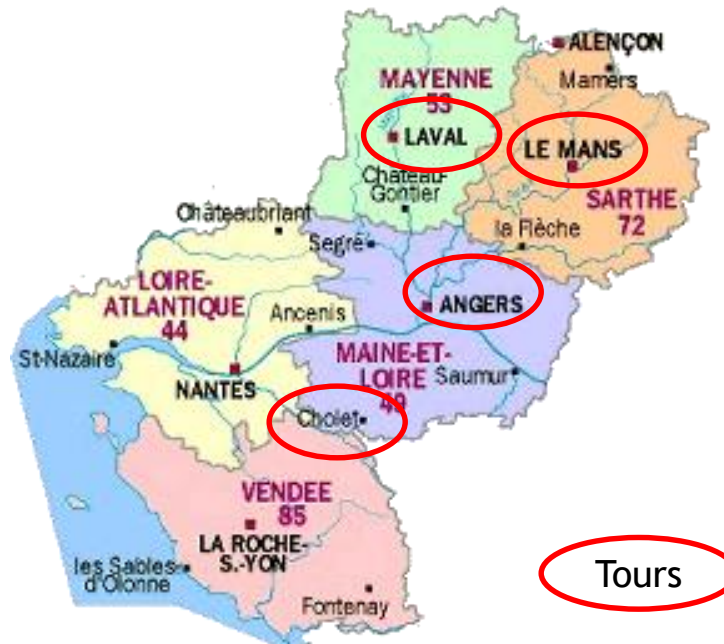 ALENÇON
Mamers
MAYENNE
53
LAVAL
LE MANS
Château-
Gontier
SARTHE
72
Châteaubriant
Segré
la Flèche
LOIRE-
ATLANTIQUE
44
Ancenis
ANGERS
St-Nazaire
MAINE-ET-
LOIRE
49
Saumur
NANTES
Cholet
VENDEE
85
LA ROCHE-
S.-YON
les Sables
d'Olonne
Fontenay
Tours